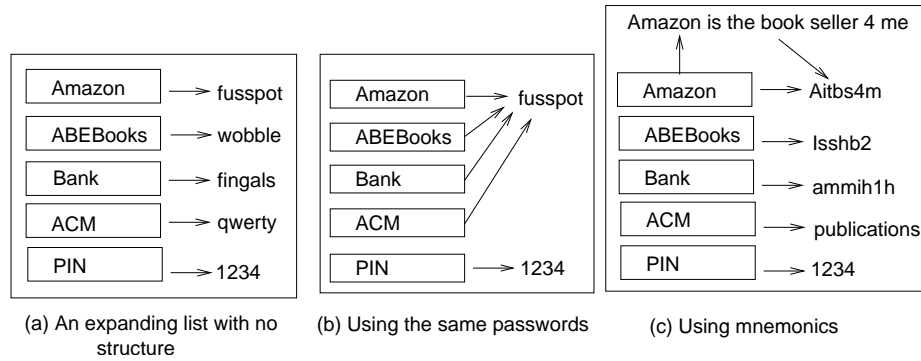 Amazon
fusspot
ABEBooks
wobble
Bank
fingals
ACM
qwerty
PIN
1234
(a) An expanding list with no
structure
Amazon
fusspot
ABEBooks
Bank
ACM
PIN
1234
(b) Using the same passwords
Amazon is the book seller 4 me
Amazon
Aitbs4m
ABEBooks
Isshb2
Bank
ammih1h
ACM
publications
PIN
1234
(c) Using mnemonics